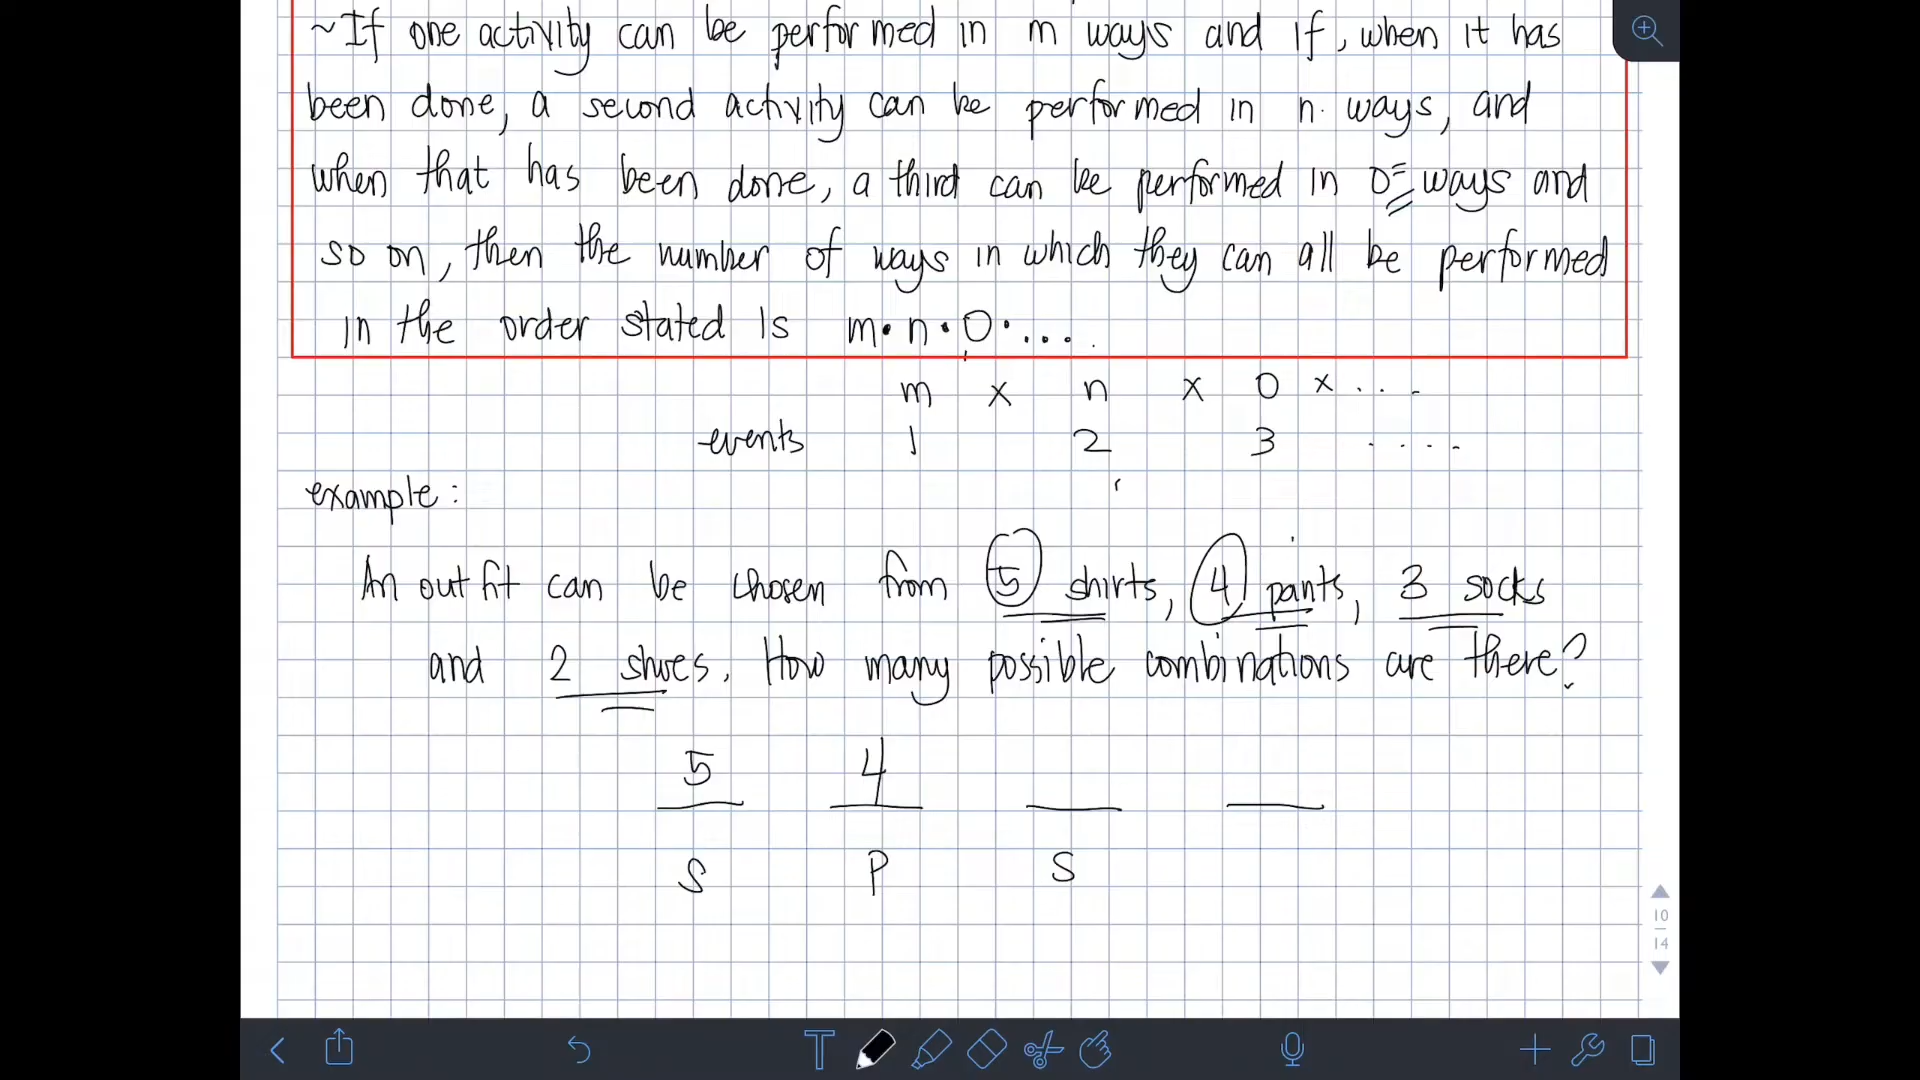 ~If one activity can be performed in m ways and if, when it has
been done, a second activity can be performed in n ways, and
when that has been done, a third can be performed in O ways and
so on, then the number of ways in which they can all be performed
in the order stated is m•n•O•....
m x n x O x ....
events 1 2 3 ....
example:
An outfit can be chosen from 5 shirts, 4 pants, 3 socks
and 2 shoes. How many possible combinations are there?
5 4
S P S
10
14
T